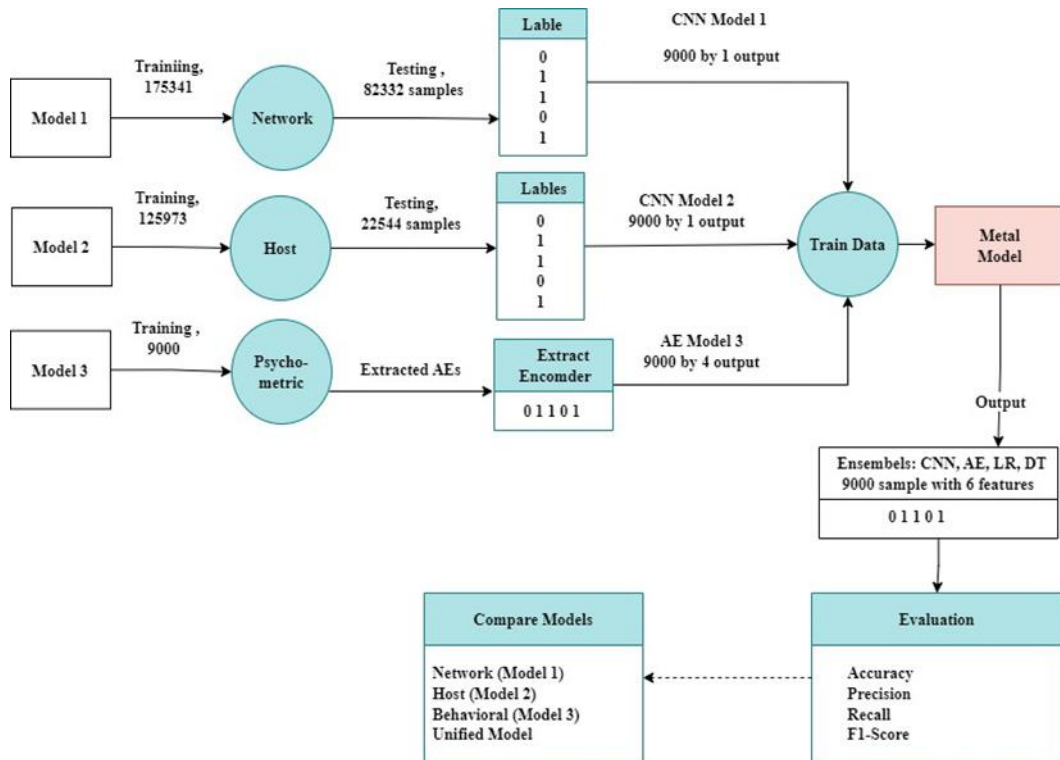 Model 1
Trainiing,
175341
Network
Testing ,
82332 samples
Lable
0
1
1
0
1
CNN Model 1
9000 by 1 output
Model 2
Training,
125973
Host
Testing,
22544 samples
Lables
0
1
1
0
1
CNN Model 2
9000 by 1 output
Train Data
Metal
Model
Model 3
Training ,
9000
Psycho-
metric
Extracted AEs
Extract
Encomder
0 1 1 0 1
AE Model 3
9000 by 4 output
Output
Ensembels: CNN, AE, LR, DT
9000 sample with 6 features
0 1 1 0 1
Compare Models
Network (Model 1)
Host (Model 2)
Behavioral (Model 3)
Unified Model
Evaluation
Accuracy
Precision
Recall
F1-Score